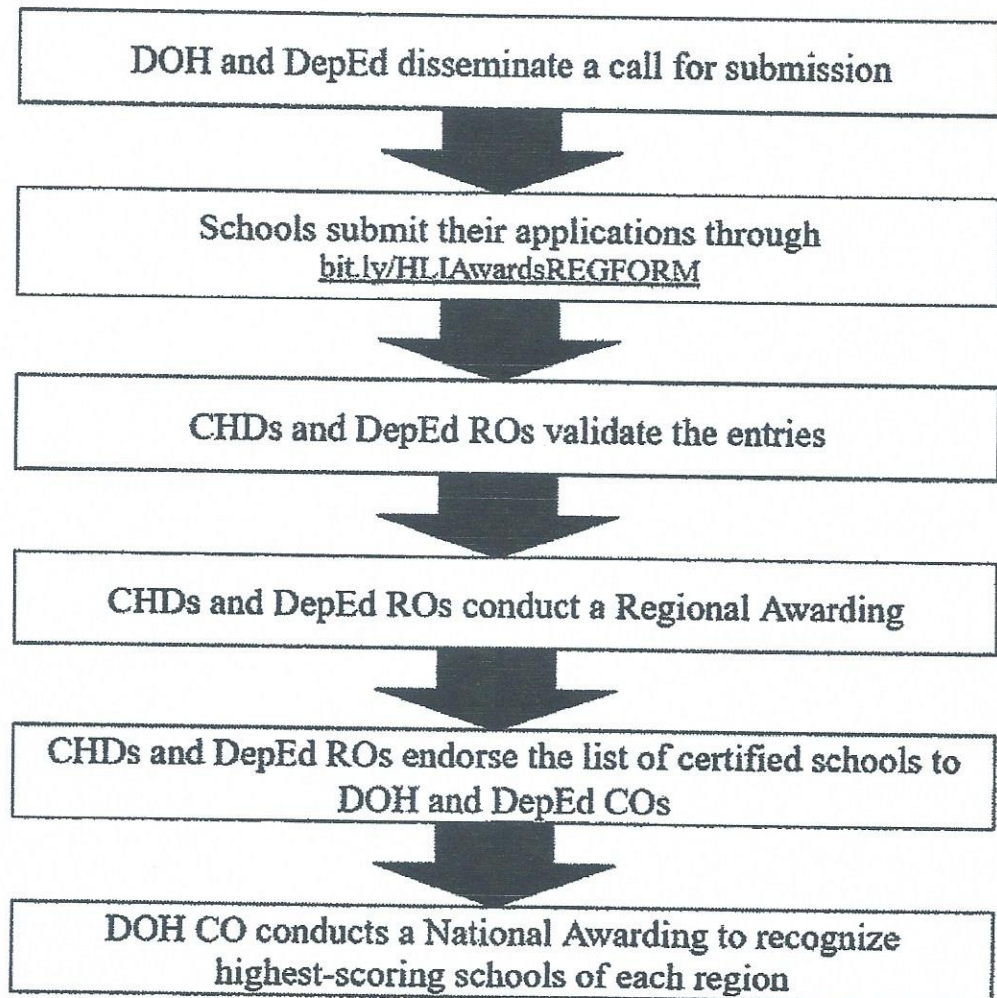 DOH and DepEd disseminate a call for submission
Schools submit their applications through
bit.ly/HLIAwardsREGFORM
CHDs and DepEd ROs validate the entries
CHDs and DepEd ROs conduct a Regional Awarding
CHDs and DepEd ROs endorse the list of certified schools to
DOH and DepEd COs
DOH CO conducts a National Awarding to recognize
highest-scoring schools of each region